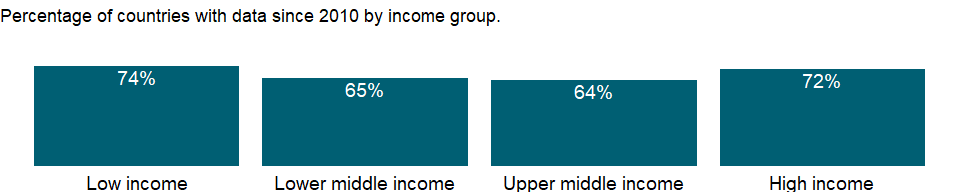 Percentage of countries with data since 2010 by income group.
74%
65%
64%
72%
Low income
Lower middle income
Upper middle income
High income